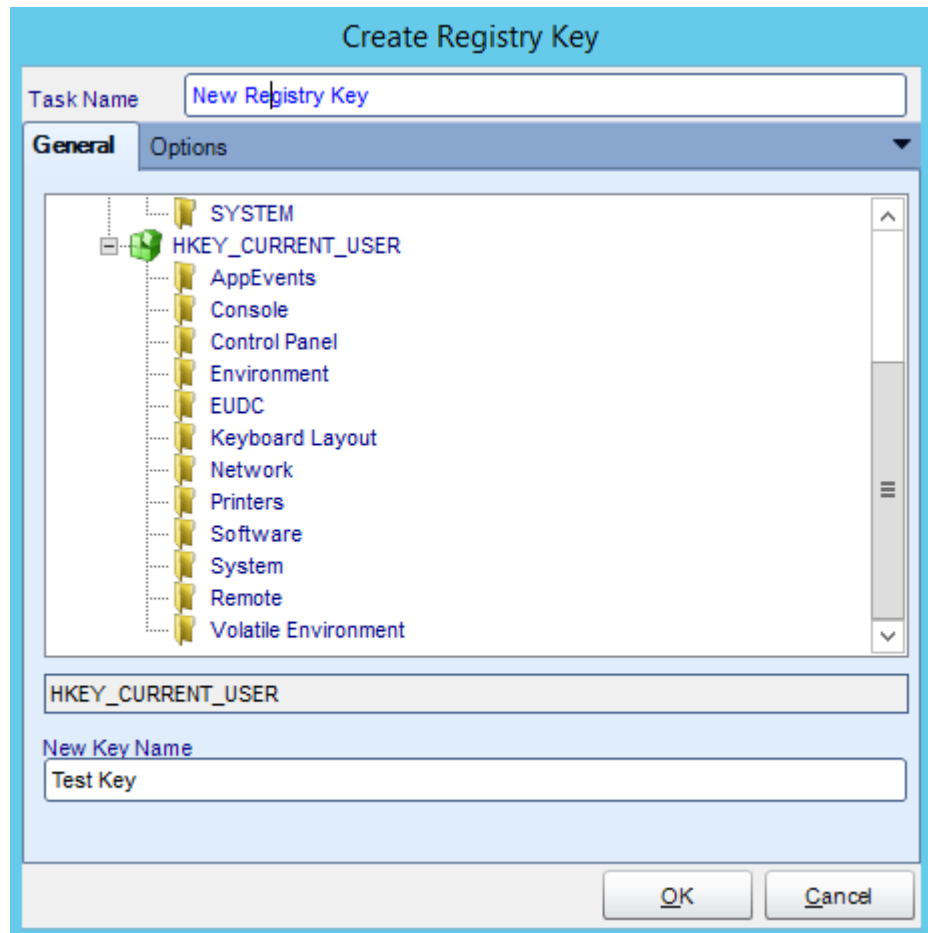 Create Registry Key
Task Name New Registry Key
General Options
SYSTEM
HKEY_CURRENT_USER
AppEvents
Console
Control Panel
Environment
EUDC
Keyboard Layout
Network
Printers
Software
System
Remote
Volatile Environment
HKEY_CURRENT_USER
New Key Name
Test Key
OK Cancel